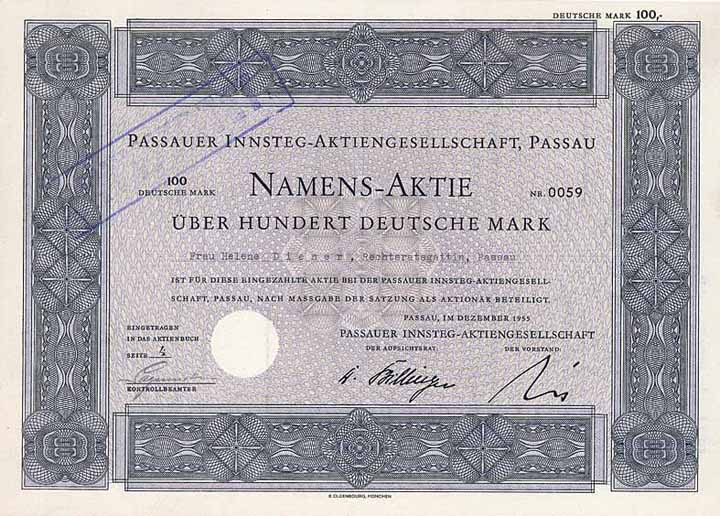 DEUTSCHE MARK 100,-
PASSAUER INNSTEG-AKTIENGESELLSCHAFT, PASSAU
100
DEUTSCHE MARK
NAMENS-AKTIE
NR. 0059
ÜBER HUNDERT DEUTSCHE MARK
Frau Helene Diener, Rechtsratsgattin, Passau
IST FÜR DIESE EINGEZAHLTE AKTIE BEI DER PASSAUER INNSTEG-AKTIENGESELL-
SCHAFT, PASSAU, NACH MASSGABE DER SATZUNG ALS AKTIONÄR BETEILIGT.
PASSAU, IM DEZEMBER 1955
PASSAUER INNSTEG-AKTIENGESELLSCHAFT
DER AUFSICHTSRAT: DER VORSTAND:
EINGETRAGEN
IN DAS AKTIENBUCH
SEITE 4
KONTROLLBEAMTER
R. OLDENBOURG, MÜNCHEN